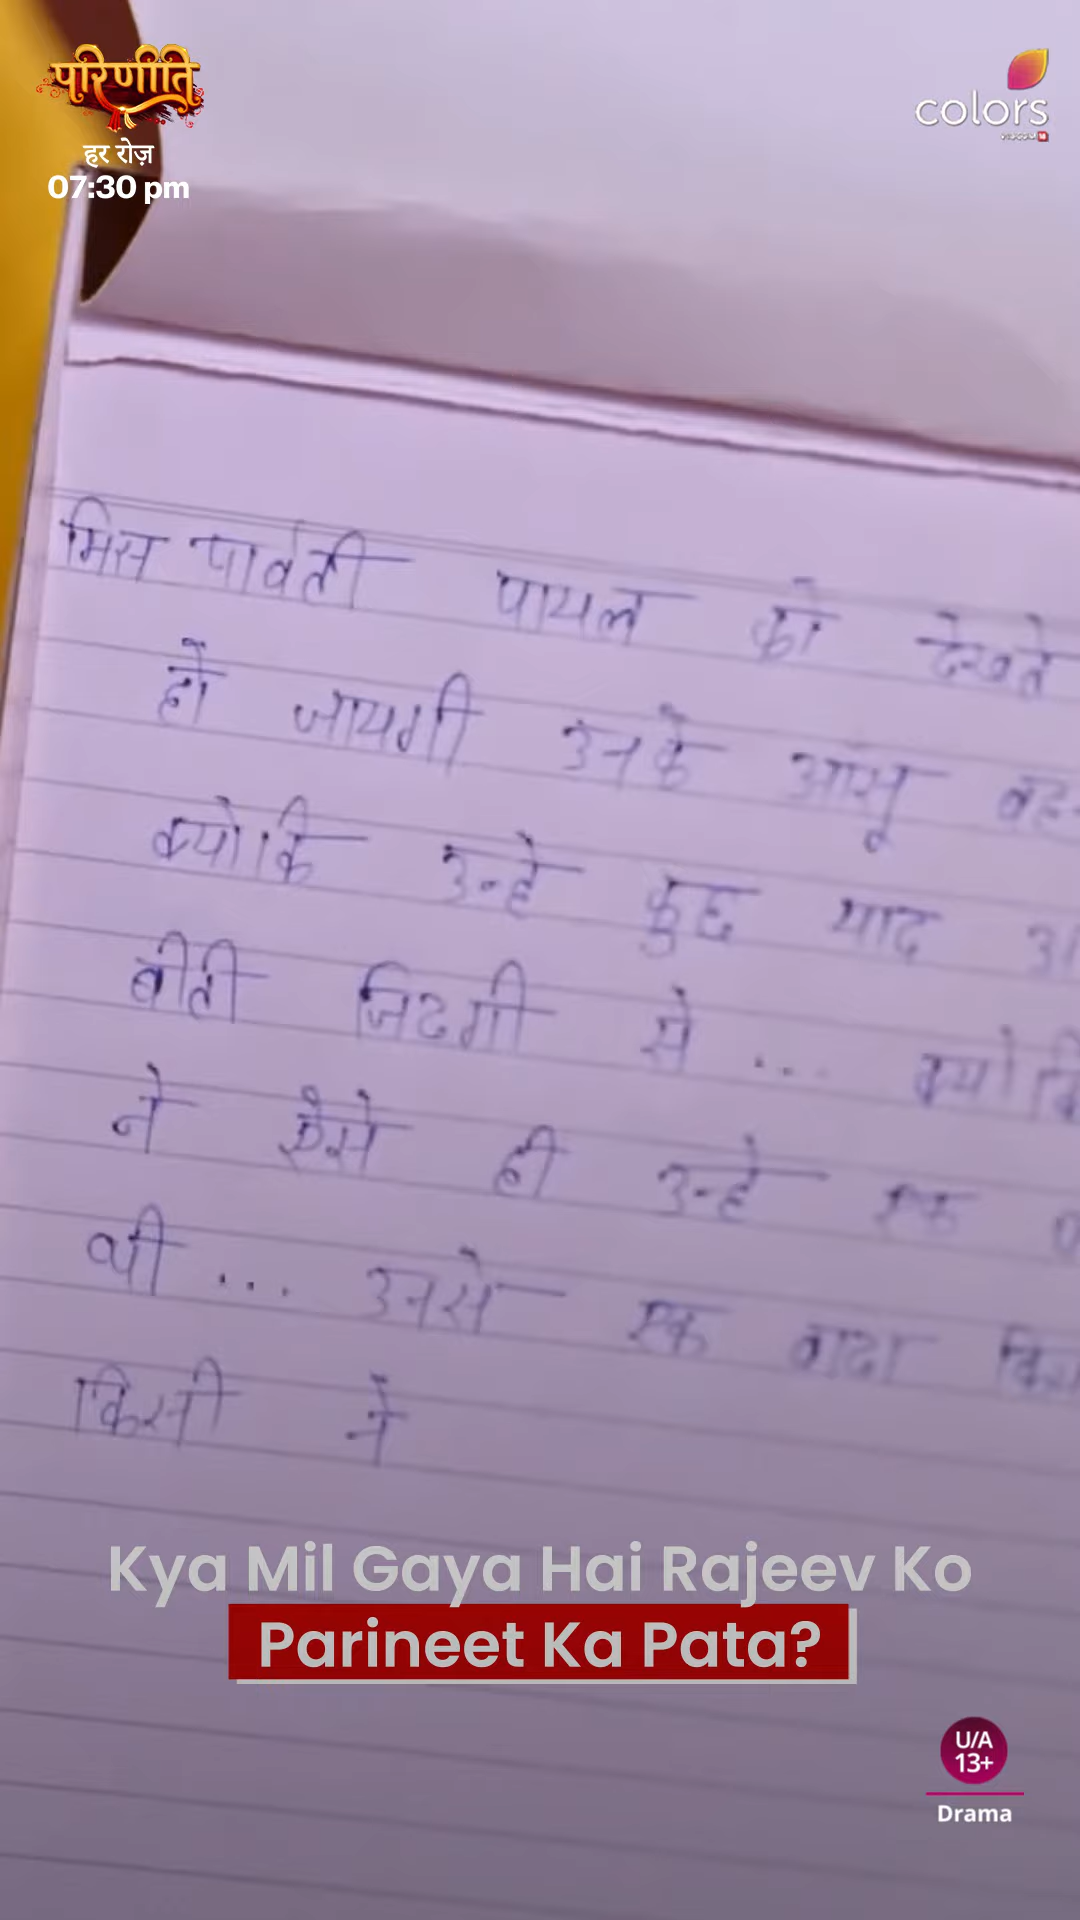 परिणीति
हर रोज़
07:30 pm
colors
मिस पार्वती पायल को देखते
हो जायगी उनके आंसू
क्योकि उन्हे कुछ याद
बीती जिदगी से ... क्योकि
ने ऐसे ही उन्हे एक
थी ... उनसे एक वादा
किसी ने
Kya Mil Gaya Hai Rajeev Ko
Parineet Ka Pata?
U/A
13+
Drama